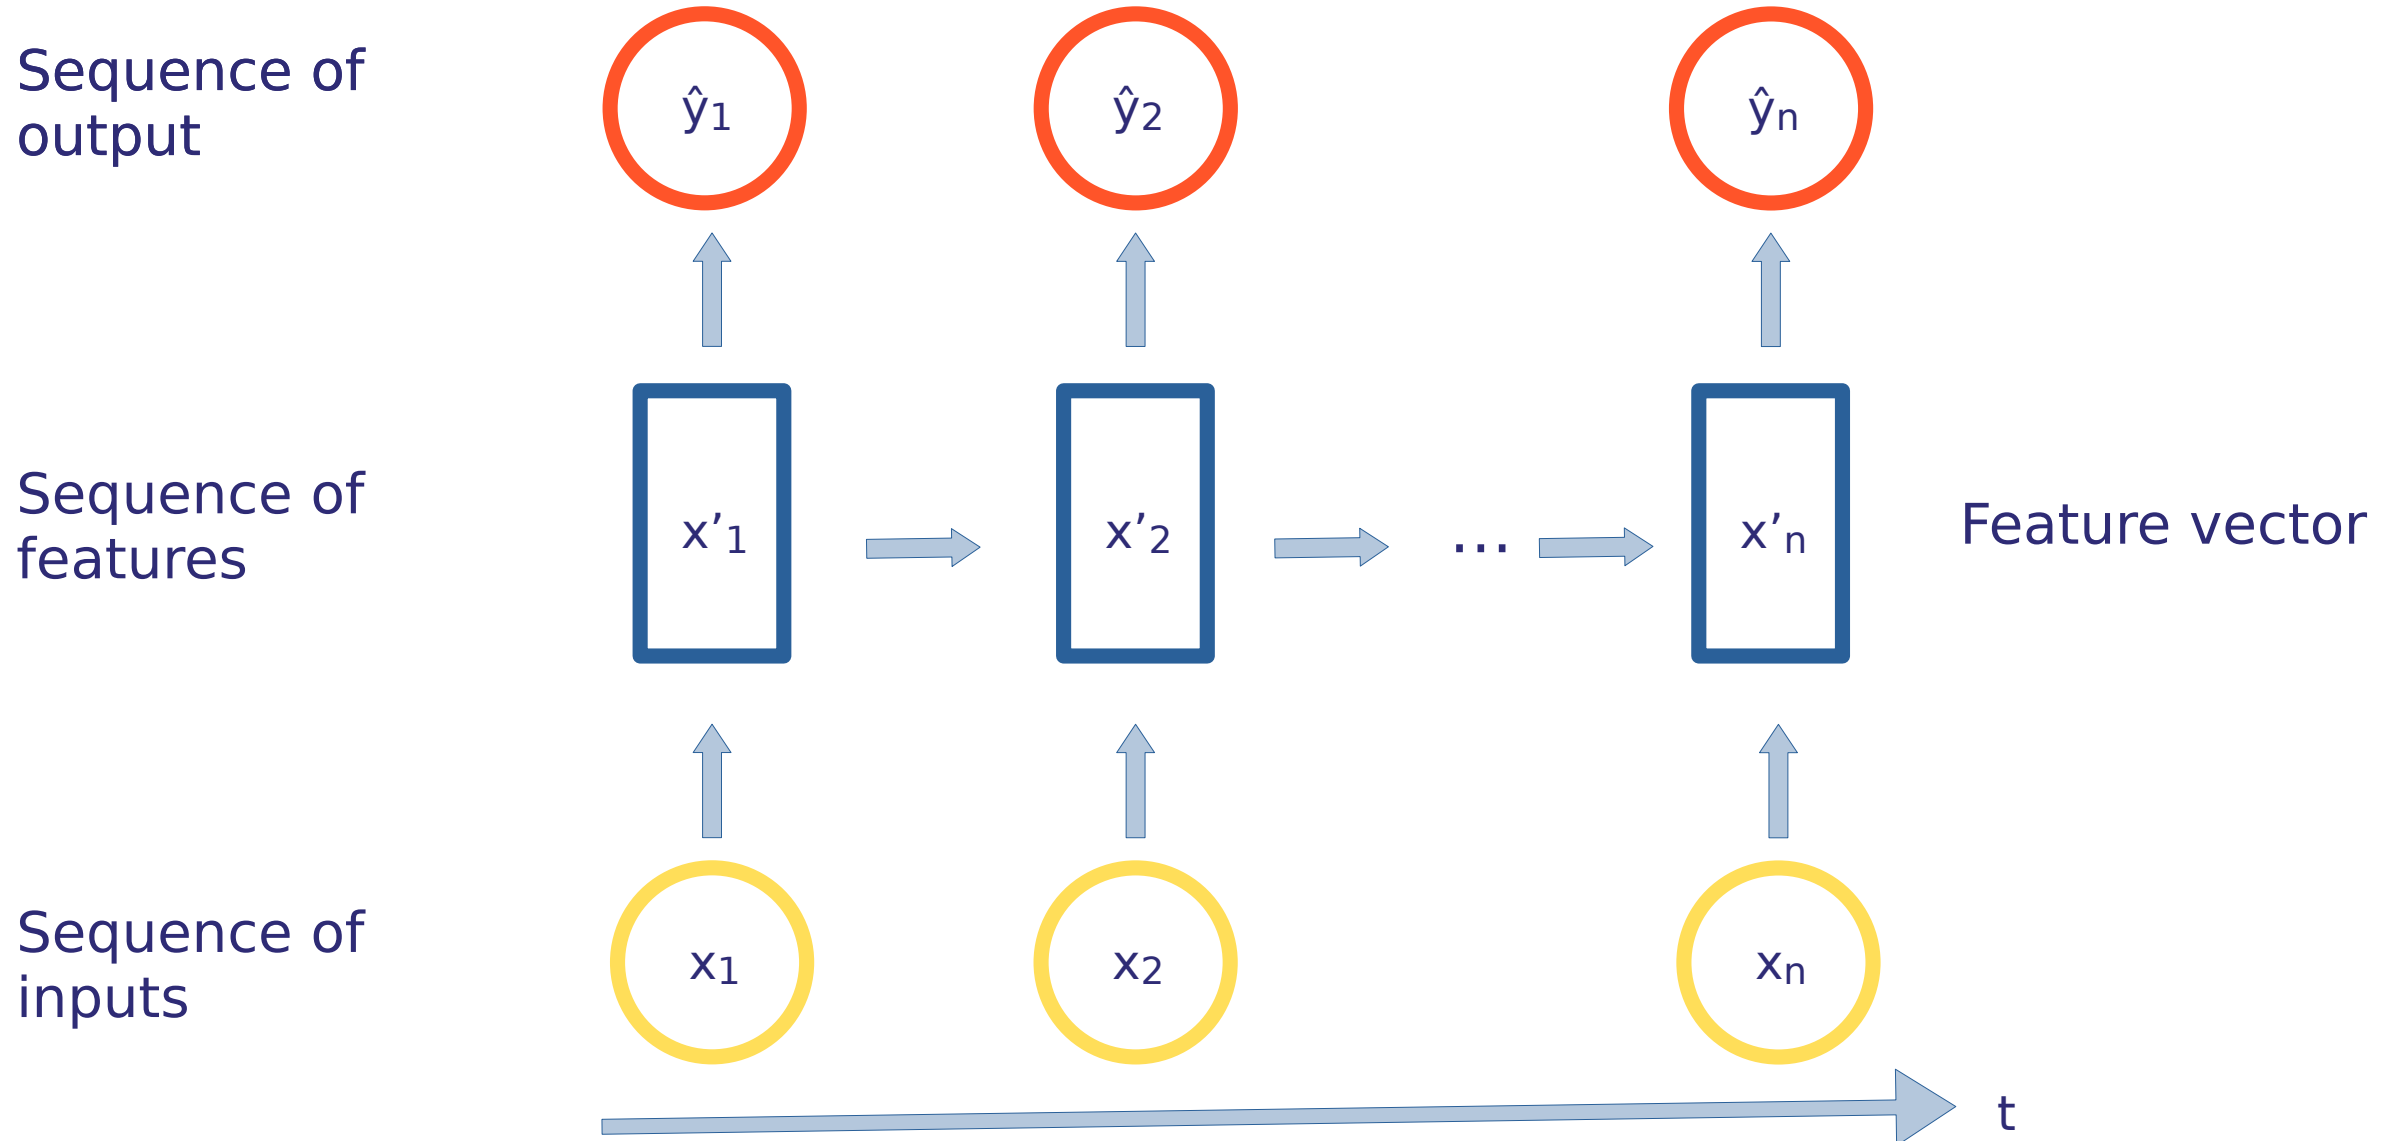 Sequence of
output
ŷ1
ŷ2
ŷn
Sequence of
features
x’1
x’2
...
x’n
Feature vector
Sequence of
inputs
x1
x2
xn
t